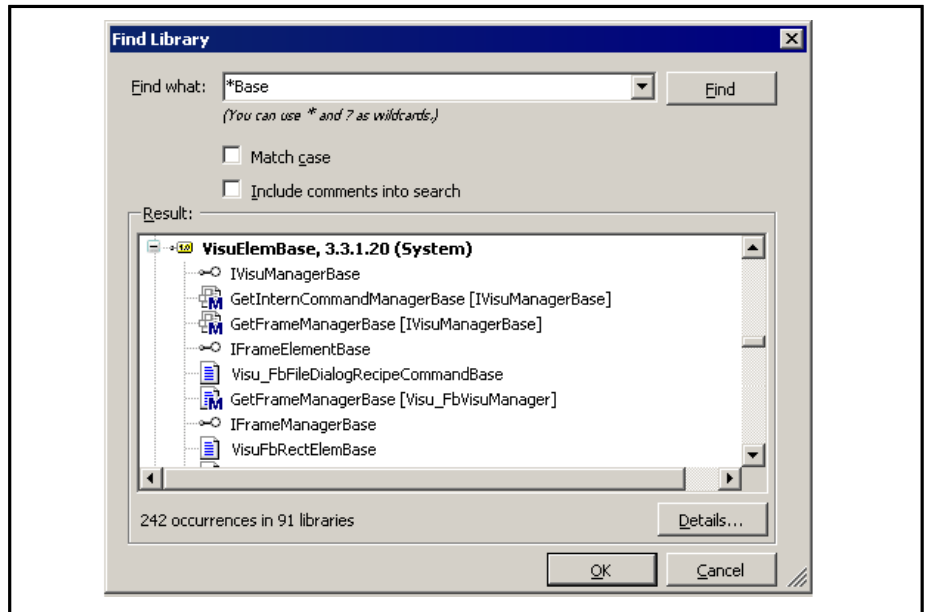 Find Library
Find what: *Base Find
(You can use * and ? as wildcards.)
Match case
Include comments into search
Result:
VisuElemBase, 3.3.1.20 (System)
IVisuManagerBase
GetInternCommandManagerBase [IVisuManagerBase]
GetFrameManagerBase [IVisuManagerBase]
IFrameElementBase
Visu_FbFileDialogRecipeCommandBase
GetFrameManagerBase [Visu_FbVisuManager]
IFrameManagerBase
VisuFbRectElemBase
242 occurrences in 91 libraries Details...
OK Cancel